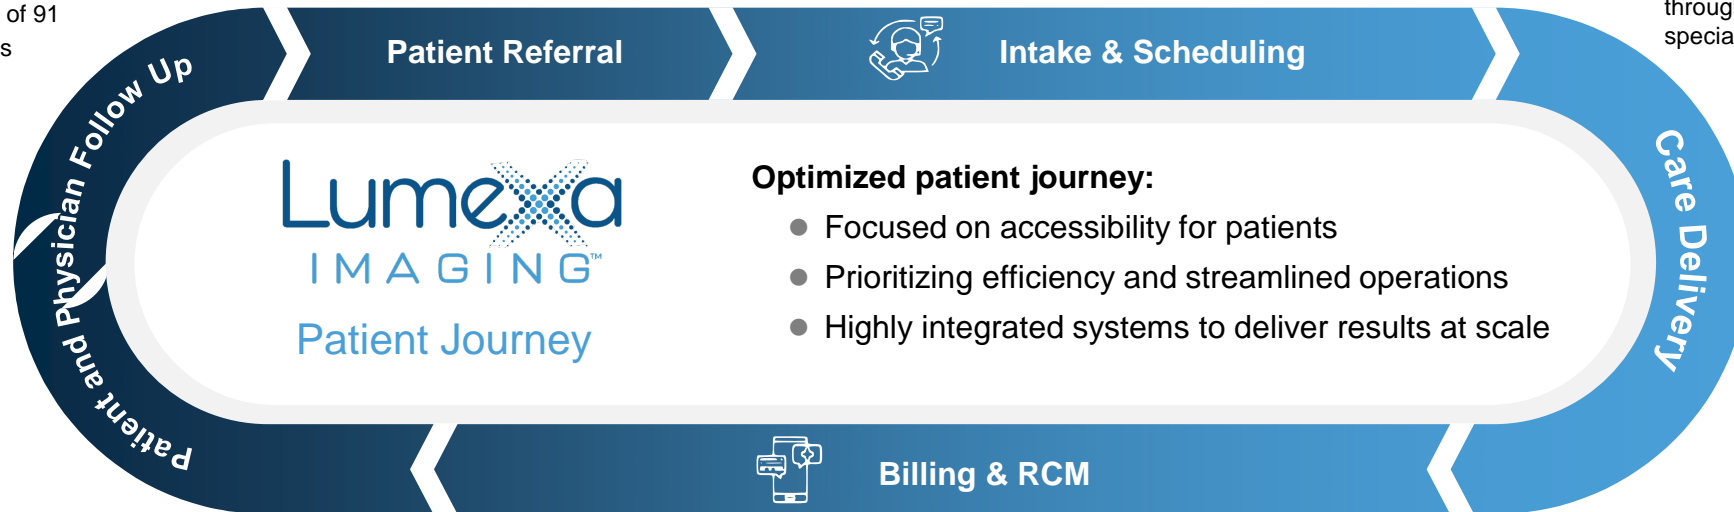 of 91
s
throug
specia
Patient Referral
Intake & Scheduling
Care Delivery
Billing & RCM
Patient and Physician Follow Up
Lumexa
IMAGING™
Patient Journey
Optimized patient journey:
Focused on accessibility for patients
Prioritizing efficiency and streamlined operations
Highly integrated systems to deliver results at scale